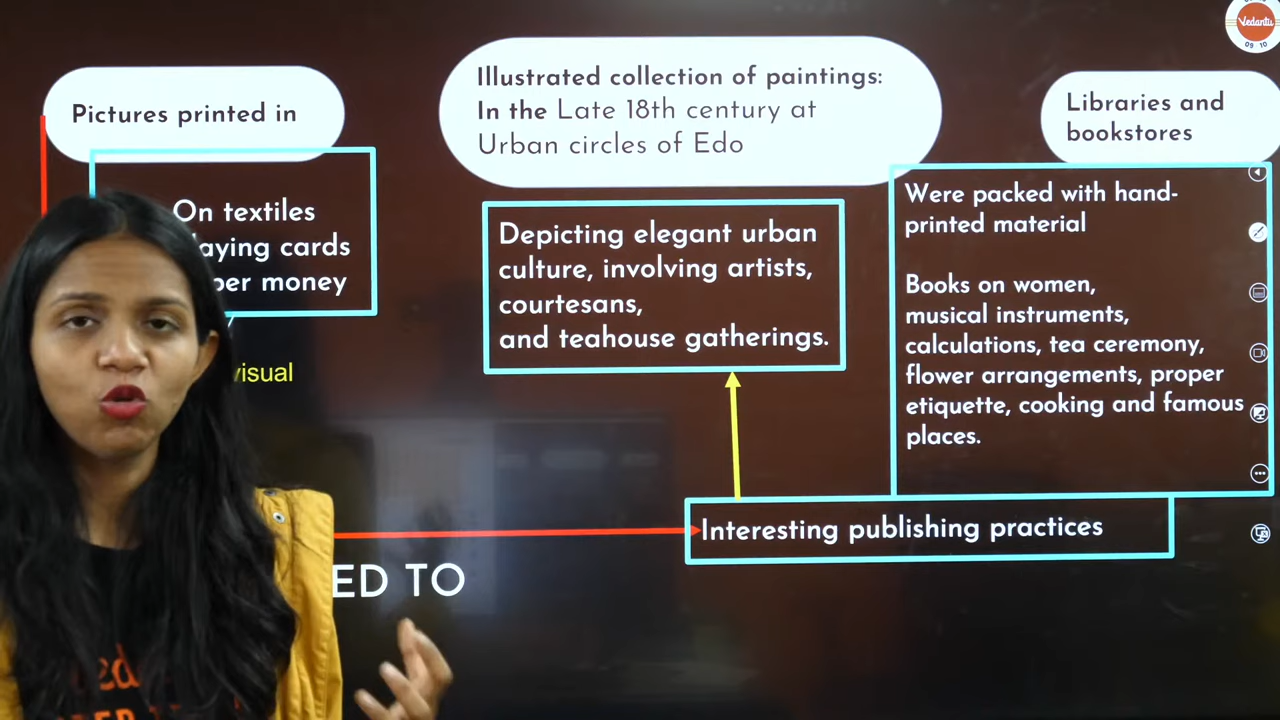 Vedantu
09 10
Pictures printed in
On textiles
cards
money
Illustrated collection of paintings:
In the Late 18th century at
Urban circles of Edo
Depicting elegant urban
culture, involving artists,
courtesans,
and teahouse gatherings.
Libraries and
bookstores
Were packed with hand-
printed material
Books on women,
musical instruments,
calculations, tea ceremony,
flower arrangements, proper
etiquette, cooking and famous
places.
visual
Interesting publishing practices
TO